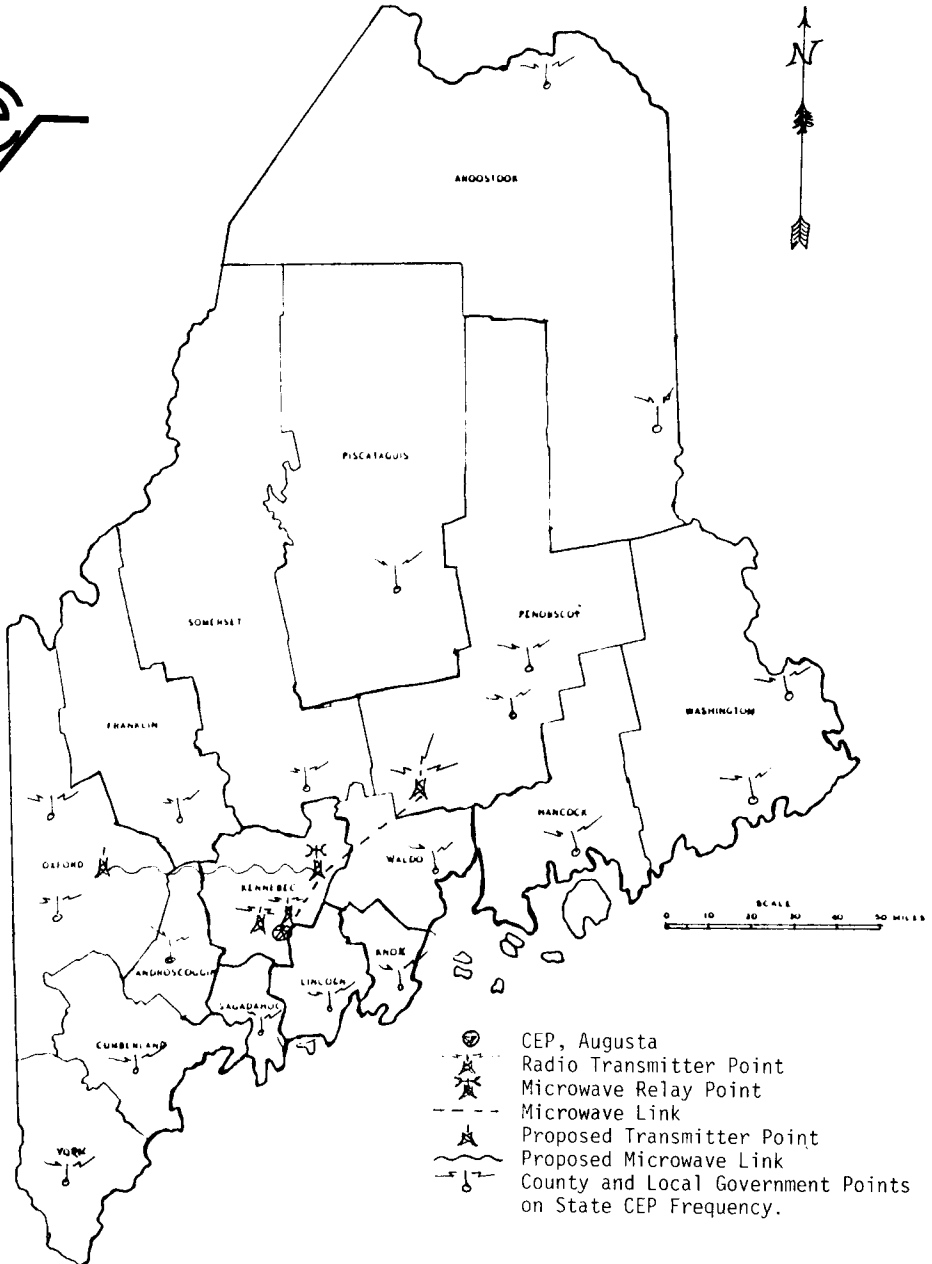 N
AROOSTOOK
PISCATAQUIS
SOMERSET
PENOBSCOT
FRANKLIN
WASHINGTON
HANCOCK
OXFORD
WALDO
KENNEBEC
SCALE
0 10 20 30 40 50 MILES
KNOX
ANDROSCOGGIN
LINCOLN
SAGADAHOC
CUMBERLAND
YORK
CEP, Augusta
Radio Transmitter Point
Microwave Relay Point
Microwave Link
Proposed Transmitter Point
Proposed Microwave Link
County and Local Government Points
on State CEP Frequency.